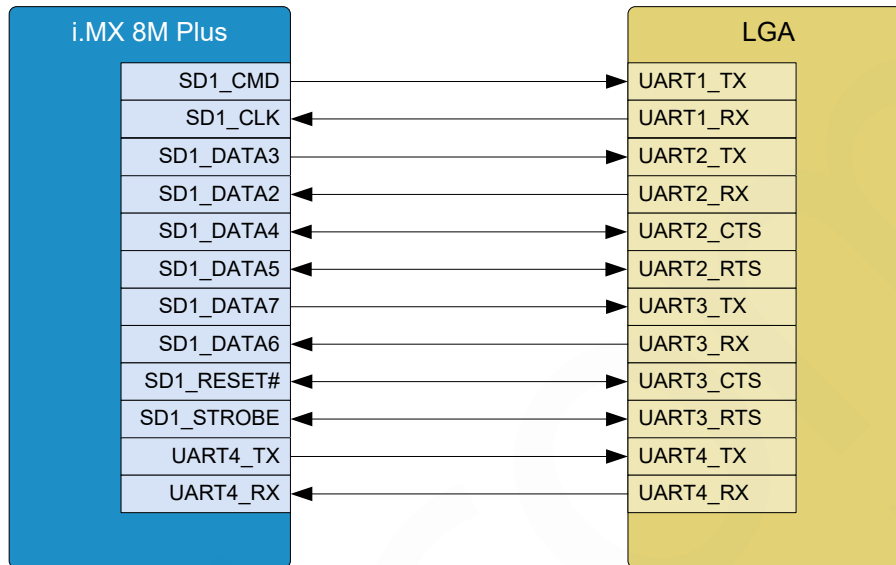 i.MX 8M Plus LGA
SD1_CMD UART1_TX
SD1_CLK UART1_RX
SD1_DATA3 UART2_TX
SD1_DATA2 UART2_RX
SD1_DATA4 UART2_CTS
SD1_DATA5 UART2_RTS
SD1_DATA7 UART3_TX
SD1_DATA6 UART3_RX
SD1_RESET# UART3_CTS
SD1_STROBE UART3_RTS
UART4_TX UART4_TX
UART4_RX UART4_RX